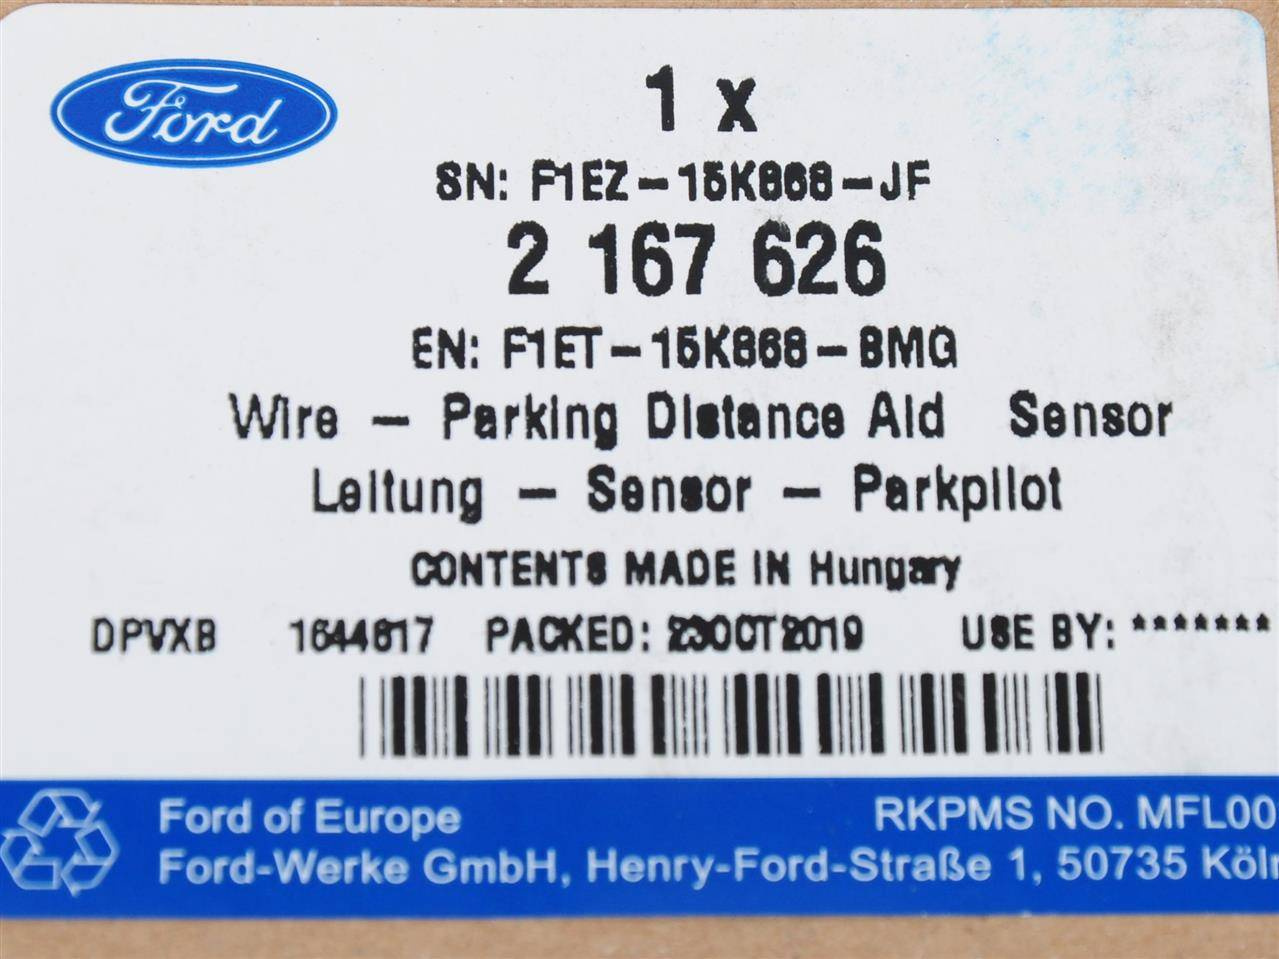 Ford
1 x
SN: F1EZ-15K868-JF
2 167 626
EN: F1ET-15K868-BMG
Wire - Parking Distance Aid Sensor
Leitung - Sensor - Parkpilot
CONTENTS MADE IN Hungary
DPVXB 1644617 PACKED: 23OCT2019 USE BY: *******
Ford of Europe RKPMS NO. MFL00
Ford-Werke GmbH, Henry-Ford-Straße 1, 50735 Köln